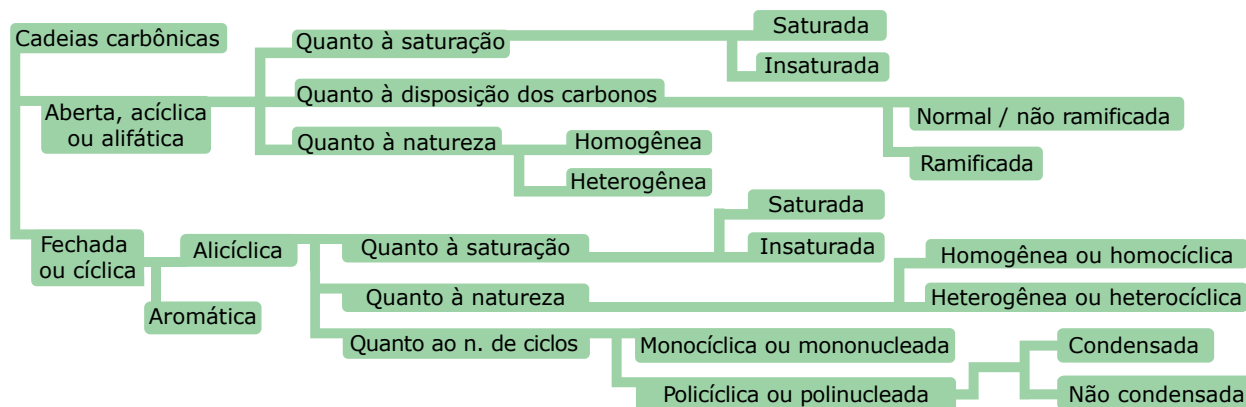 Cadeias carbônicas
Aberta, acíclica
ou alifática
Quanto à saturação
Saturada
Insaturada
Quanto à disposição dos carbonos
Normal / não ramificada
Ramificada
Quanto à natureza
Homogênea
Heterogênea
Fechada
ou cíclica
Alicíclica
Quanto à saturação
Saturada
Insaturada
Quanto à natureza
Homogênea ou homocíclica
Heterogênea ou heterocíclica
Quanto ao n. de ciclos
Monocíclica ou mononucleada
Policíclica ou polinucleada
Condensada
Não condensada
Aromática